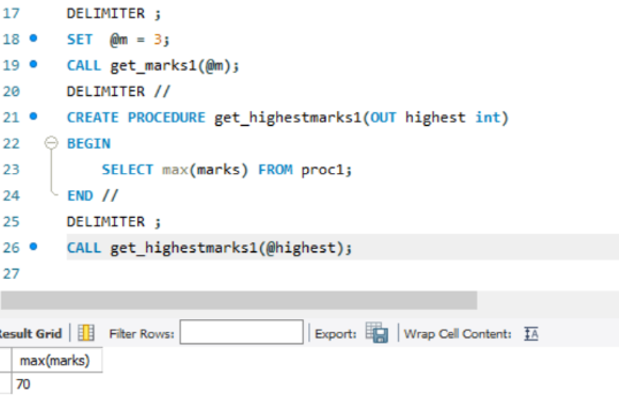 17 DELIMITER ;
18 SET @m = 3;
19 CALL get_marks1(@m);
20 DELIMITER //
21 CREATE PROCEDURE get_highestmarks1(OUT highest int)
22 BEGIN
23 SELECT max(marks) FROM proc1;
24 END //
25 DELIMITER ;
26 CALL get_highestmarks1(@highest);
27
Result Grid Filter Rows: Export: Wrap Cell Content: IA
max(marks)
70